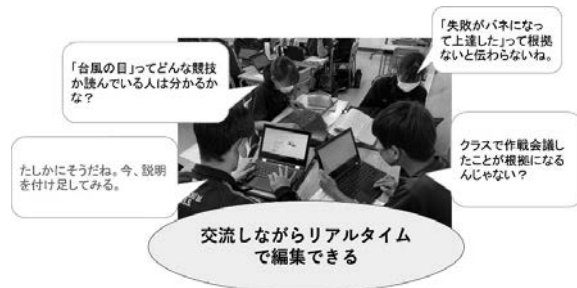 「失敗がバネになっ
て上達した」って根拠
ないと伝わらないね。
「台風の目」ってどんな競技
か読んでいる人は分かるか
な？
たしかにそうだね。今、説明
を付け足してみる。
クラスで作戦会議し
たことが根拠になる
んじゃない？
交流しながらリアルタイム
で編集できる